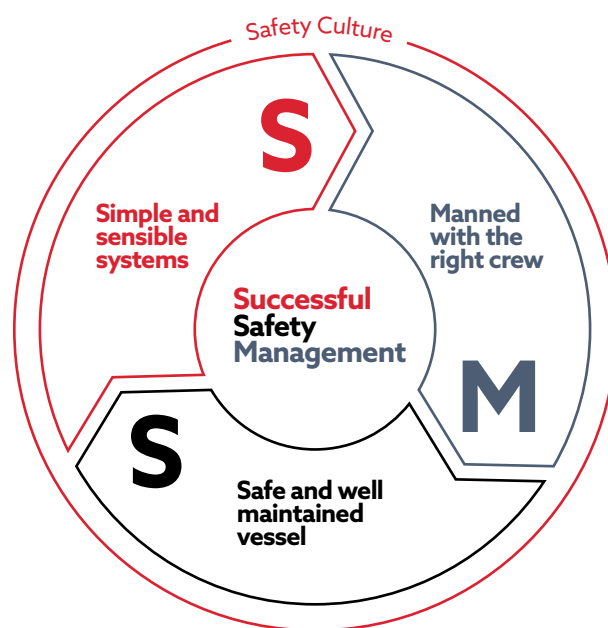 Safety Culture
S
Simple and
sensible
systems
Manned
with the
right crew
M
Successful
Safety
Management
S
Safe and well
maintained
vessel